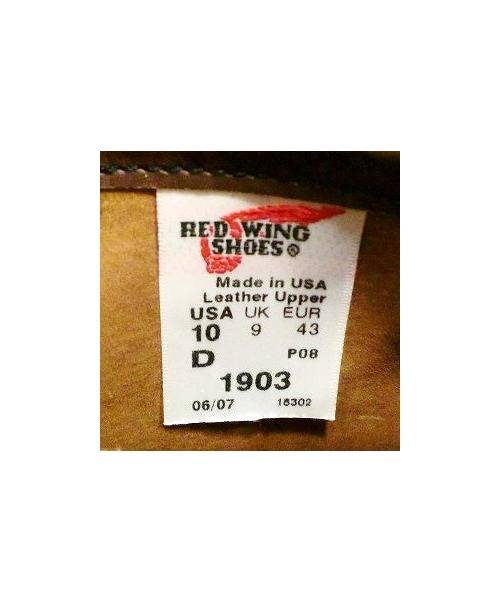 RED WING
SHOES®
Made in USA
Leather Upper
USA UK EUR
10 9 43
D P08
1903
06/07 18302